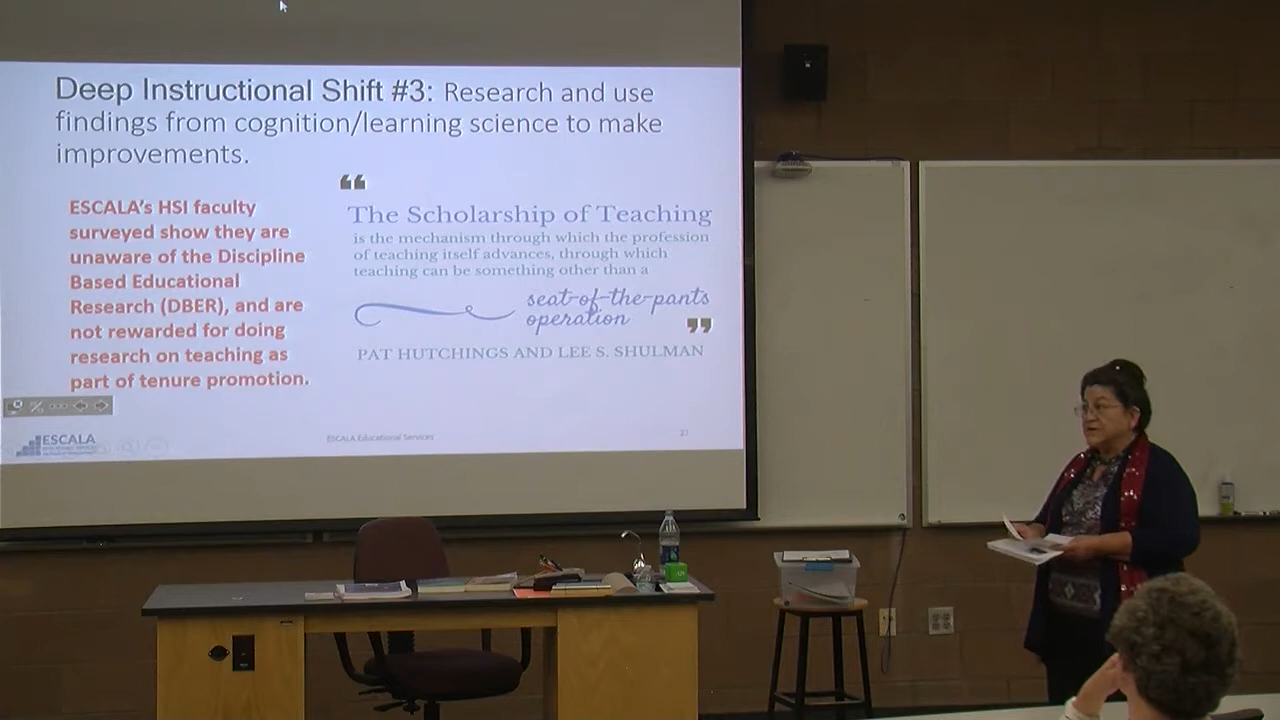 Deep Instructional Shift #3: Research and use
findings from cognition/learning science to make
improvements.
ESCALA's HSI faculty
surveyed show they are
unaware of the Discipline
Based Educational
Research (DBER), and are
not rewarded for doing
research on teaching as
part of tenure promotion.
“
The Scholarship of Teaching
is the mechanism through which the profession
of teaching itself advances, through which
teaching can be something other than a
seat-of-the-pants
operation
”
PAT HUTCHINGS AND LEE S. SHULMAN
ESCALA
ESCALA Educational Services